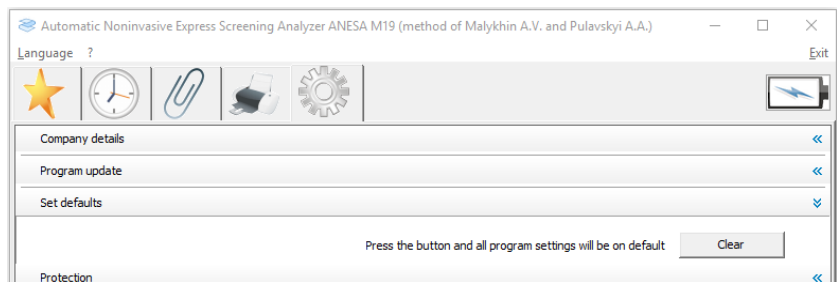 Automatic Noninvasive Express Screening Analyzer ANESA M19 (method of Malykhin A.V. and Pulavskyi A.A.)
Language ? Exit
Company details
Program update
Set defaults
Press the button and all program settings will be on default Clear
Protection